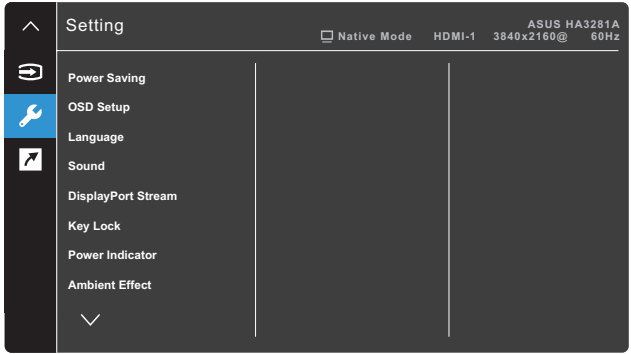 Setting
Native Mode HDMI-1 ASUS HA3281A
3840x2160@ 60Hz
Power Saving
OSD Setup
Language
Sound
DisplayPort Stream
Key Lock
Power Indicator
Ambient Effect